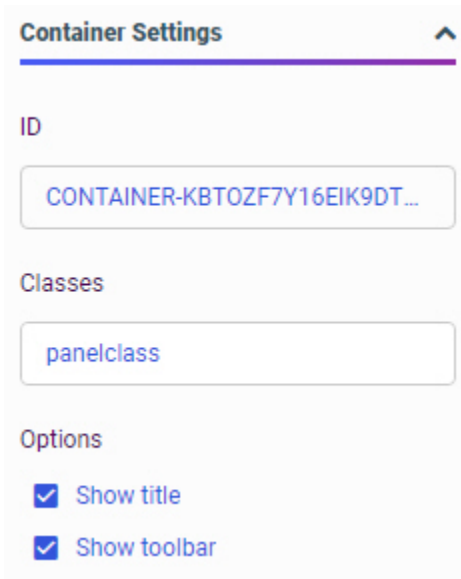 Container Settings
ID
CONTAINER-KBTOZF7Y16EIK9DT...
Classes
panelclass
Options
Show title
Show toolbar